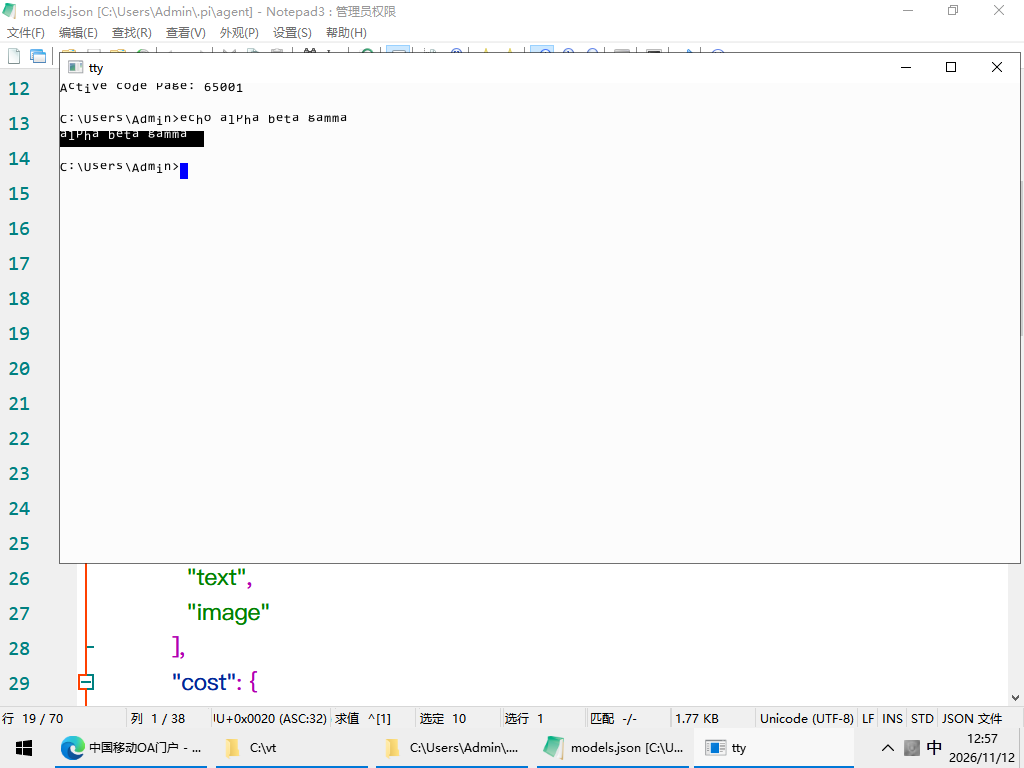 models.json [C:\Users\Admin\.pi\agent] - Notepad3 : 管理员权限
文件(F) 编辑(E) 查找(R) 查看(V) 外观(P) 设置(S) 帮助(H)
tty
Active code page: 65001
C:\Users\Admin>echo alpha beta gamma
alpha beta gamma
C:\Users\Admin>
12
13
14
15
16
17
18
19
20
21
22
23
24
25
26 "text",
27 "image"
28 ],
29 "cost": {
行 19 / 70 列 1 / 38 U+0x0020 (ASC:32) 求值 ^[1] 选定 10 选行 1 匹配 -/- 1.77 KB Unicode (UTF-8) LF INS STD JSON 文件
中国移动OA门户 - ... C:\vt C:\Users\Admin\.... models.json [C:\U... tty 中 12:57
2026/11/12